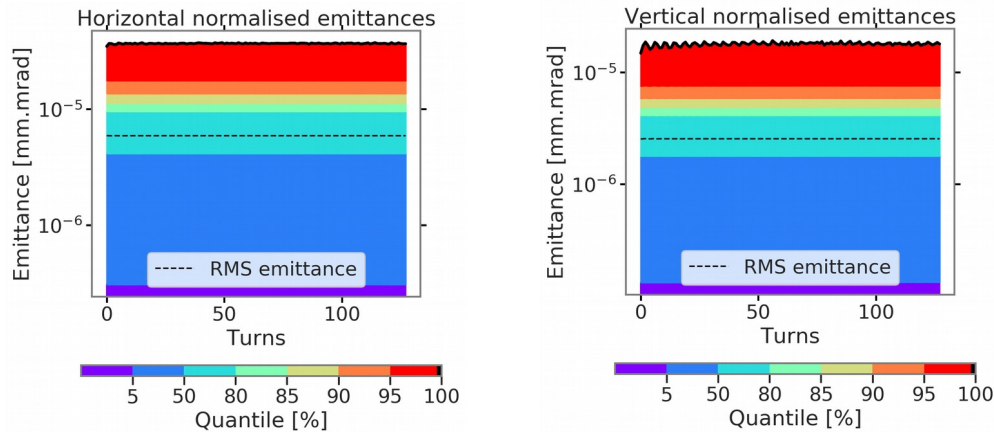 Horizontal normalised emittances
Emittance [mm.mrad]
10⁻⁵
10⁻⁶
RMS emittance
0 50 100
Turns
5 50 80 85 90 95 100
Quantile [%]
Vertical normalised emittances
Emittance [mm.mrad]
10⁻⁵
10⁻⁶
RMS emittance
0 50 100
Turns
5 50 80 85 90 95 100
Quantile [%]